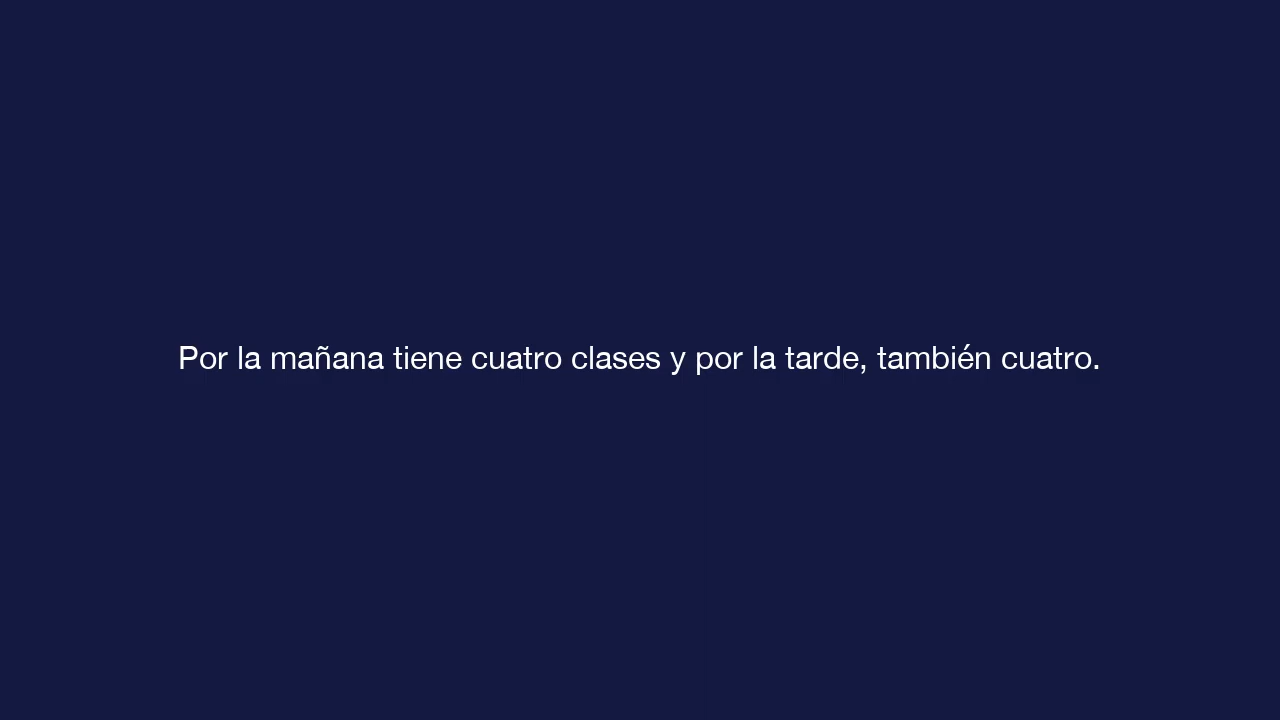 Por la mañana tiene cuatro clases y por la tarde, también cuatro.